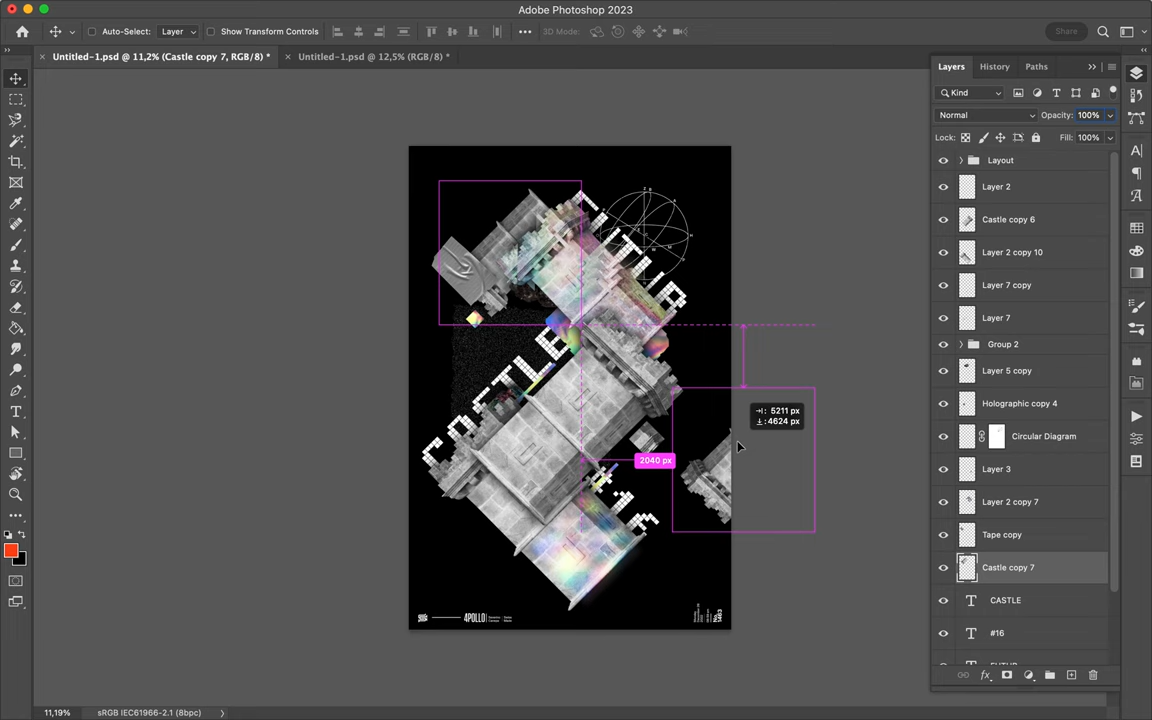 Adobe Photoshop 2023
Auto-Select:
Layer
Show Transform Controls
3D Mode:
Share
Untitled-1.psd @ 11,2% (Castle copy 7, RGB/8) *
Untitled-1.psd @ 12,5% (RGB/8) *
Layers
History
Paths
Kind
Normal
Opacity: 100%
Lock:
Fill: 100%
Layout
Layer 2
Castle copy 6
Layer 2 copy 10
Layer 7 copy
Layer 7
Group 2
Layer 5 copy
Holographic copy 4
Circular Diagram
Layer 3
Layer 2 copy 7
Tape copy
Castle copy 7
CASTLE
#16
5211 px
4624 px
2040 px
4POLLO
11,19%
sRGB IEC61966-2.1 (8bpc)